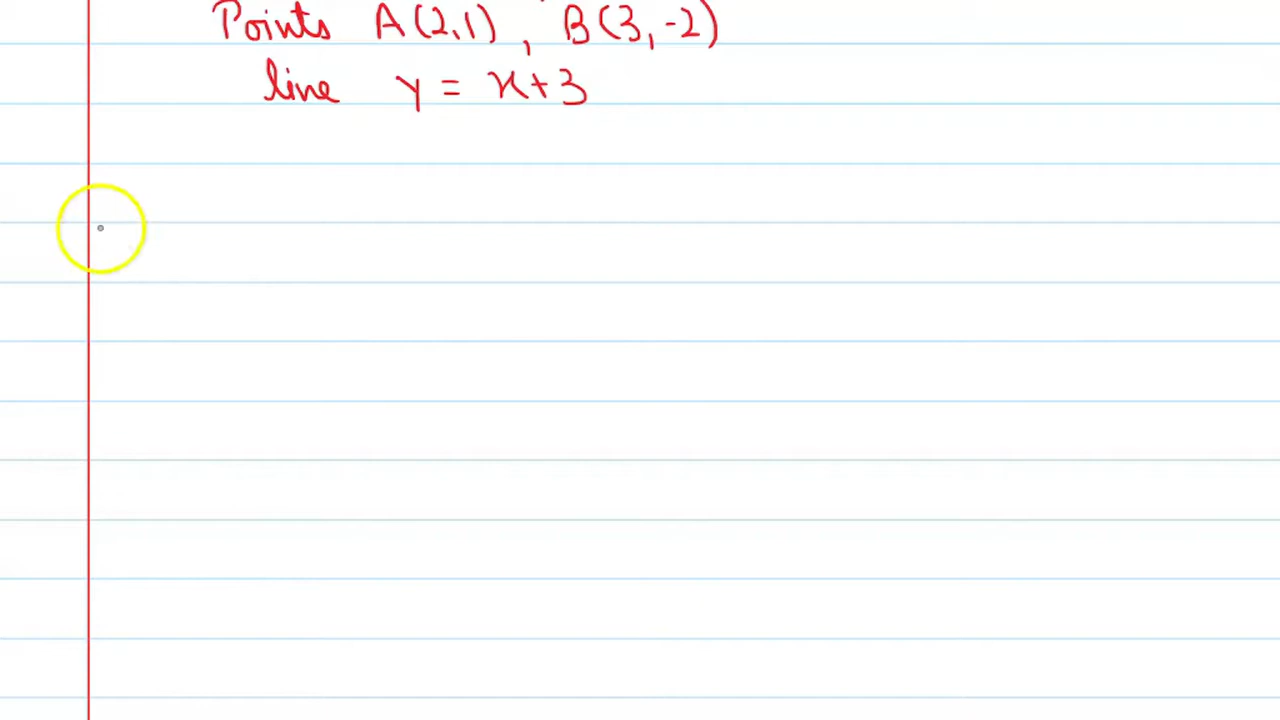 Points A(2,1), B(3,-2)
line y = x+3